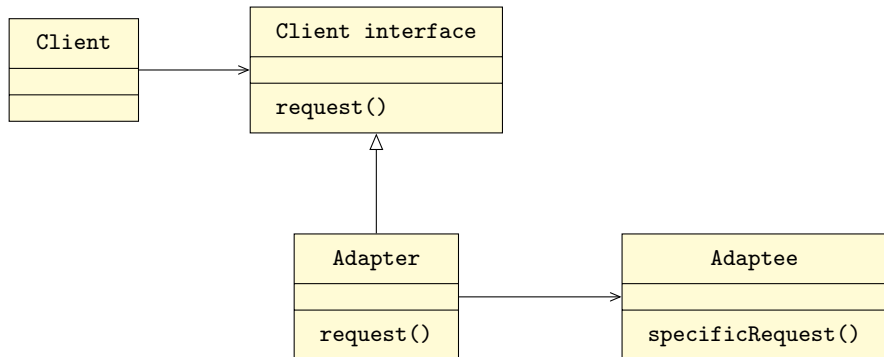 Client
Client interface
request()
Adapter
request()
Adaptee
specificRequest()